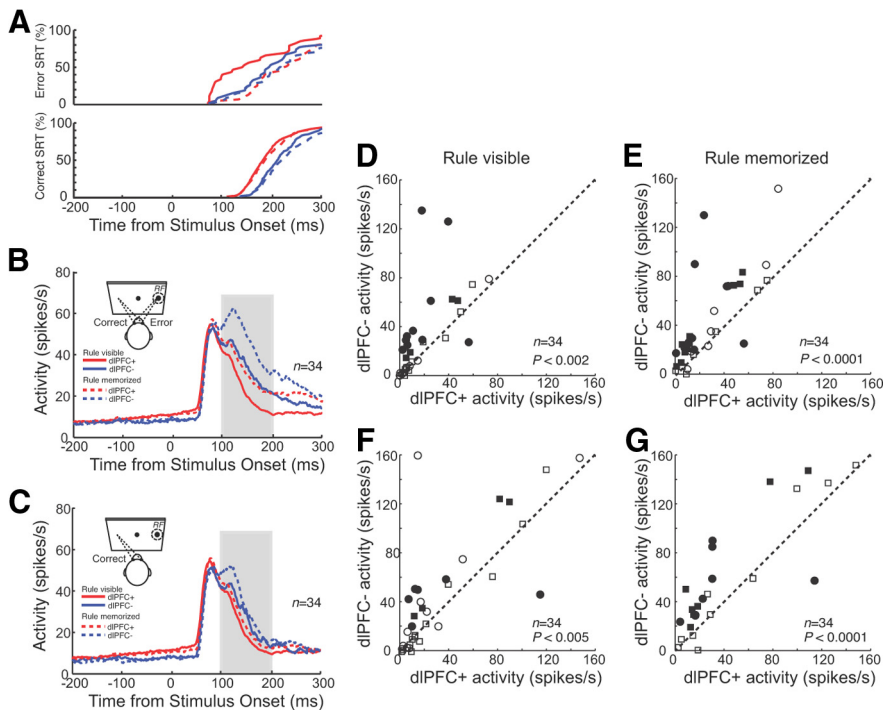 A
Error SRT (%)
100
50
0
Correct SRT (%)
100
50
0
-200 -100 0 100 200 300
Time from Stimulus Onset (ms)
B
Activity (spikes/s)
80
60
40
20
0
RF
Correct Error
Rule visible
dlPFC+
dlPFC-
Rule memorized
dlPFC+
dlPFC-
n=34
-200 -100 0 100 200 300
Time from Stimulus Onset (ms)
C
Activity (spikes/s)
80
60
40
20
0
RF
Correct
Rule visible
dlPFC+
dlPFC-
Rule memorized
dlPFC+
dlPFC-
n=34
-200 -100 0 100 200 300
Time from Stimulus Onset (ms)
D
Rule visible
dlPFC- activity (spikes/s)
160
120
80
40
0
n=34
P < 0.002
0 40 80 120 160
dlPFC+ activity (spikes/s)
E
Rule memorized
dlPFC- activity (spikes/s)
160
120
80
40
0
n=34
P < 0.0001
0 40 80 120 160
dlPFC+ activity (spikes/s)
F
dlPFC- activity (spikes/s)
160
120
80
40
0
n=34
P < 0.005
0 40 80 120 160
dlPFC+ activity (spikes/s)
G
dlPFC- activity (spikes/s)
160
120
80
40
0
n=34
P < 0.0001
0 40 80 120 160
dlPFC+ activity (spikes/s)